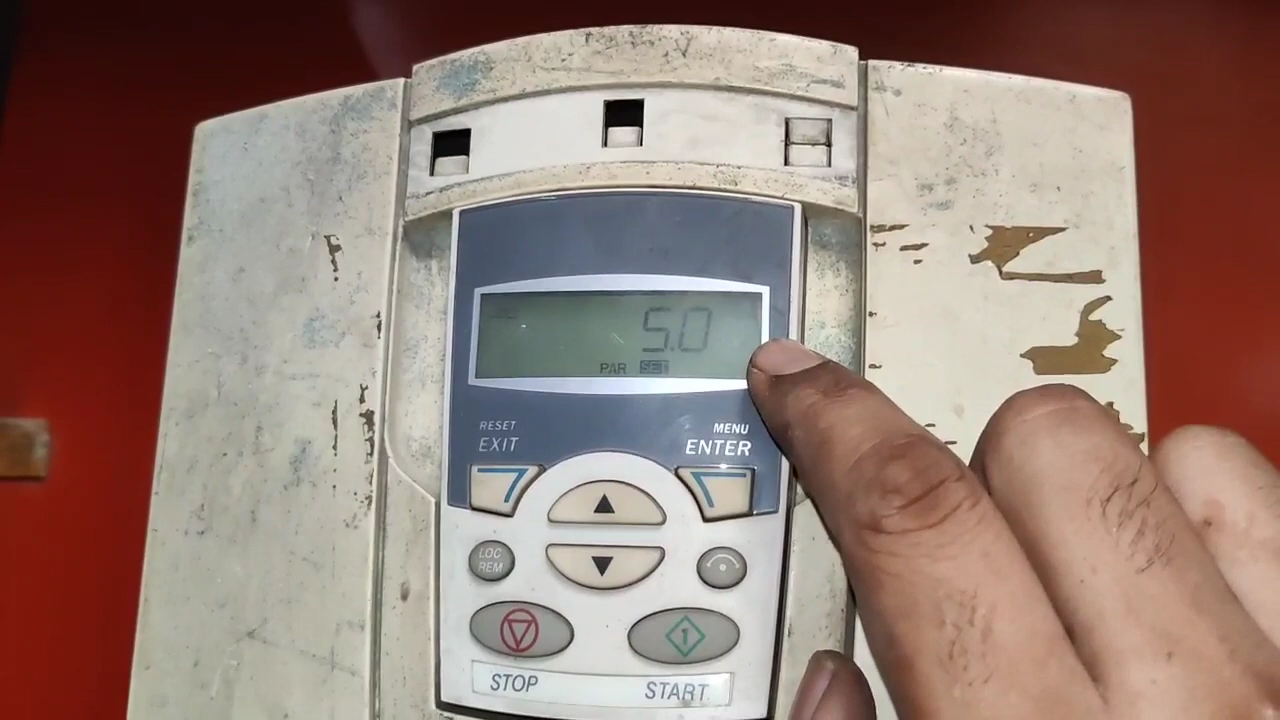 5.0
PAR SET
RESET
EXIT
MENU
ENTER
LOC
REM
STOP
START